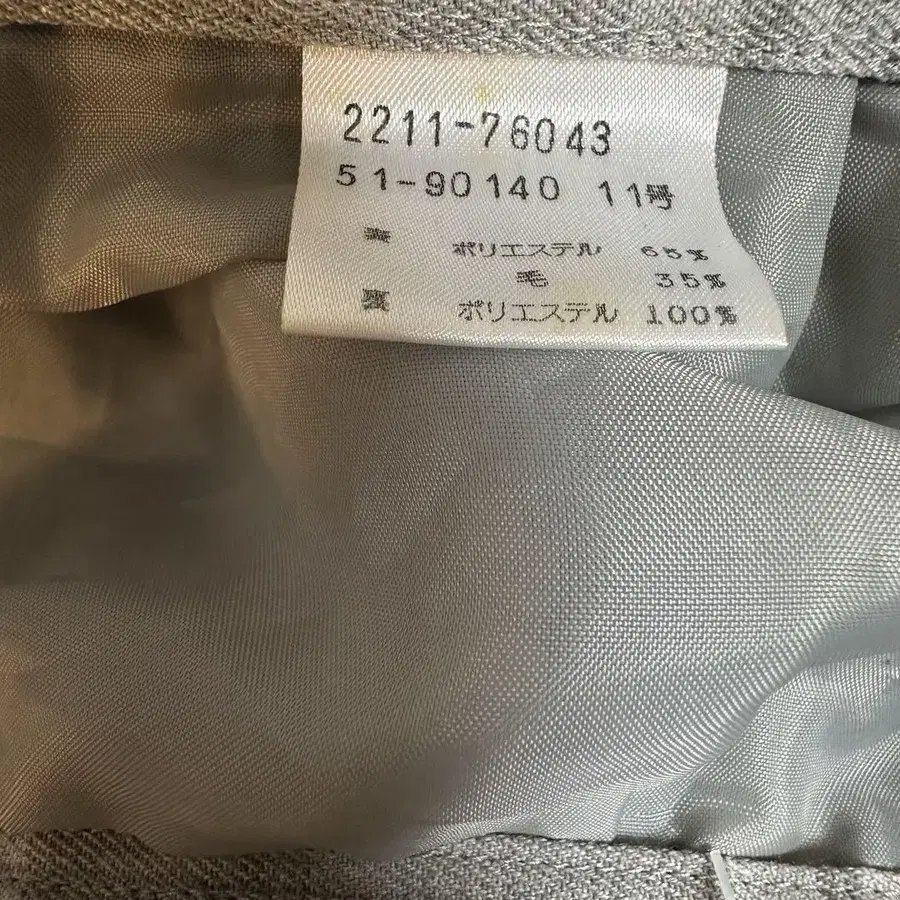 2211-76043
51-90140 11号
表 ポリエステル 65%
毛 35%
裏 ポリエステル 100%